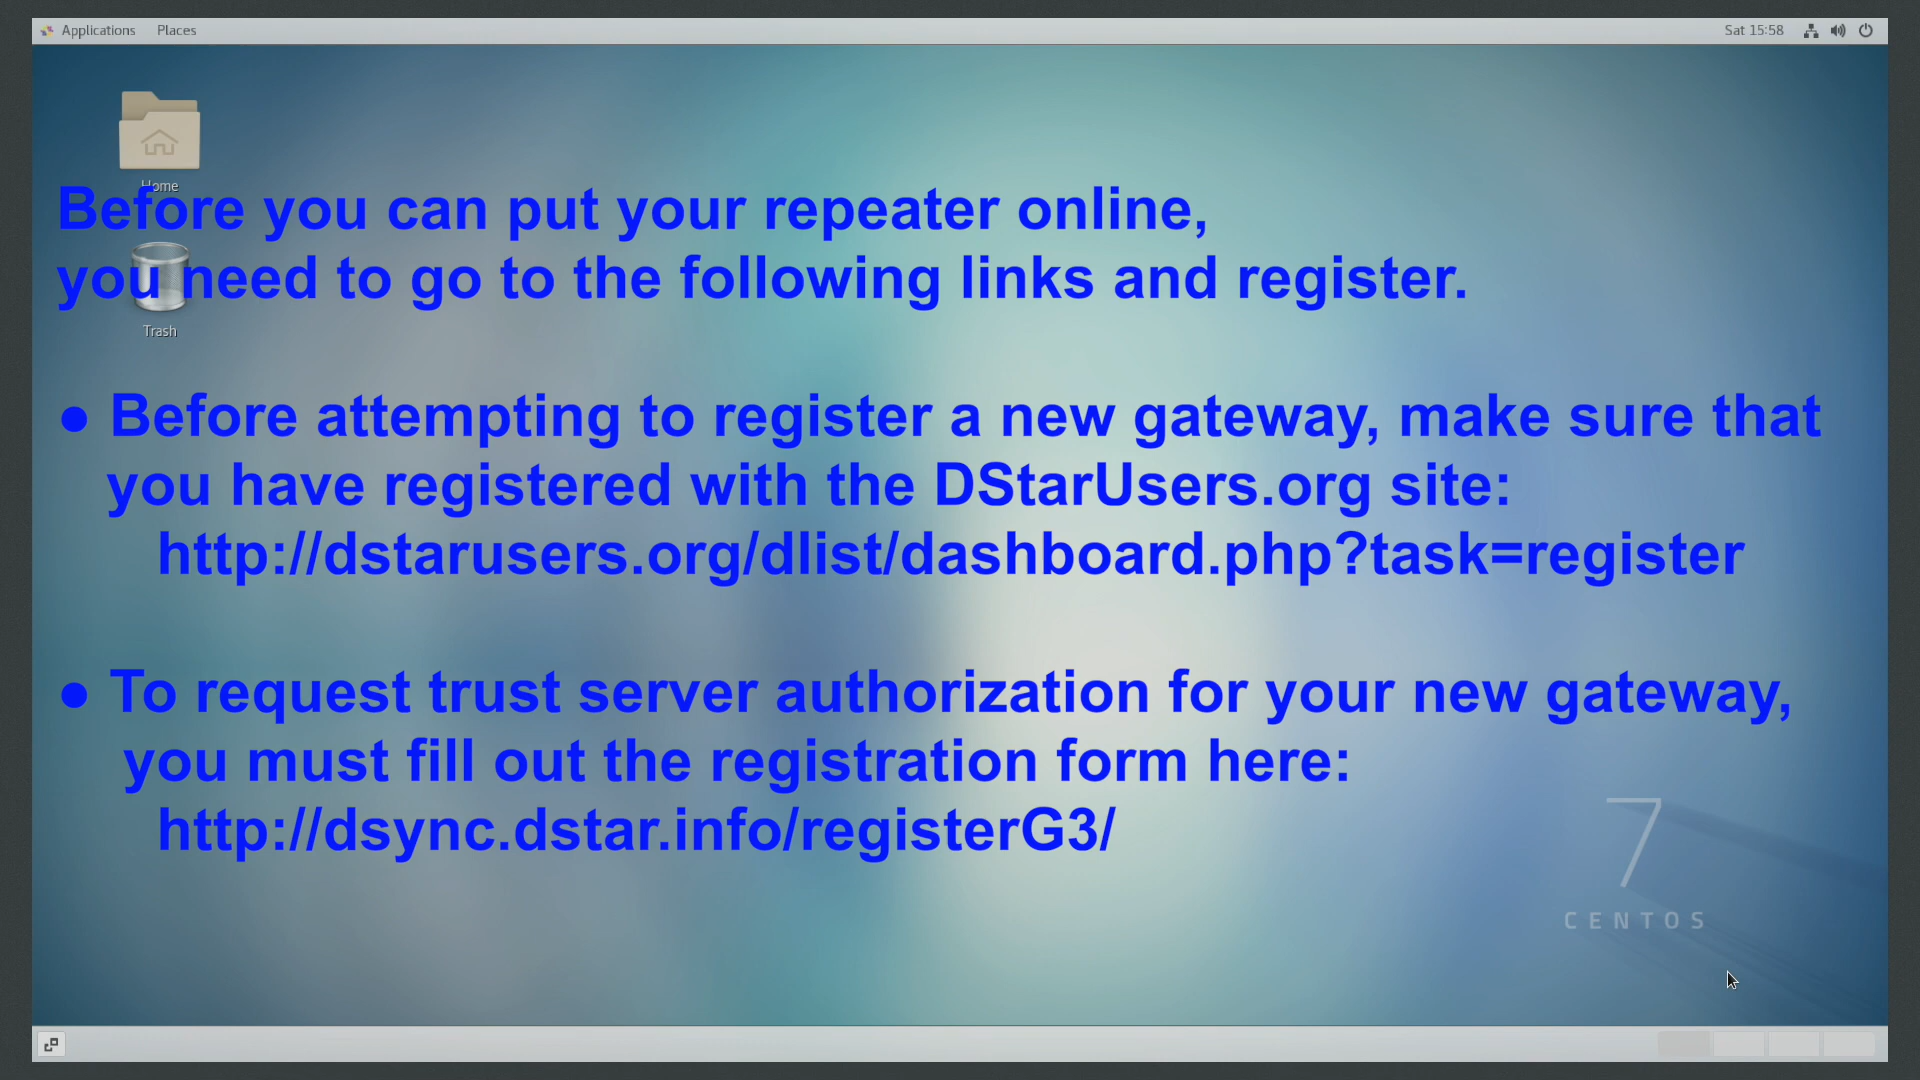 Applications Places Sat 15:58
Home
Before you can put your repeater online,
you need to go to the following links and register.
Trash
● Before attempting to register a new gateway, make sure that
you have registered with the DStarUsers.org site:
http://dstarusers.org/dlist/dashboard.php?task=register
● To request trust server authorization for your new gateway,
you must fill out the registration form here:
http://dsync.dstar.info/registerG3/
7
CENTOS